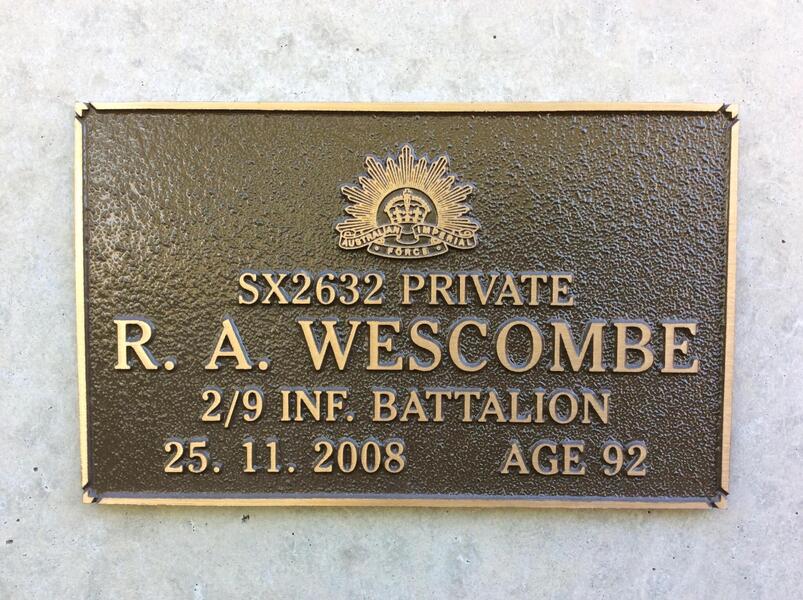 AUSTRALIAN IMPERIAL
FORCE
SX2632 PRIVATE
R. A. WESCOMBE
2/9 INF. BATTALION
25. 11. 2008 AGE 92